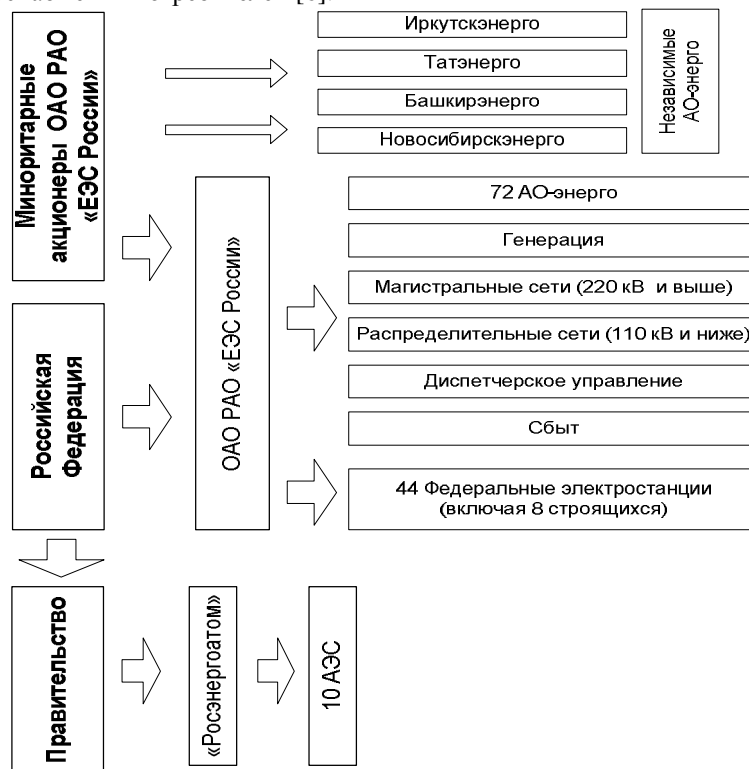 Миноритарные
акционеры ОАО РАО
«ЕЭС России»
Иркутскэнерго
Татэнерго
Башкирэнерго
Новосибирскэнерго
Независимые
АО-энерго
Российская
Федерация
ОАО РАО «ЕЭС России»
72 АО-энерго
Генерация
Магистральные сети (220 кВ и выше)
Распределительные сети (110 кВ и ниже)
Диспетчерское управление
Сбыт
44 Федеральные электростанции
(включая 8 строящихся)
Правительство
«Росэнергоатом»
10 АЭС